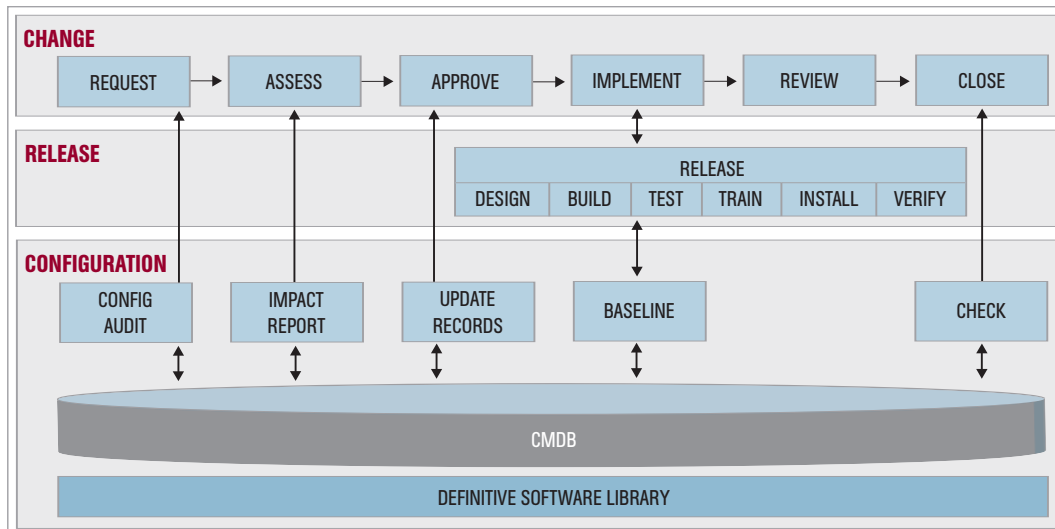 CHANGE
REQUEST
ASSESS
APPROVE
IMPLEMENT
REVIEW
CLOSE
RELEASE
RELEASE
DESIGN
BUILD
TEST
TRAIN
INSTALL
VERIFY
CONFIGURATION
CONFIG
AUDIT
IMPACT
REPORT
UPDATE
RECORDS
BASELINE
CHECK
CMDB
DEFINITIVE SOFTWARE LIBRARY